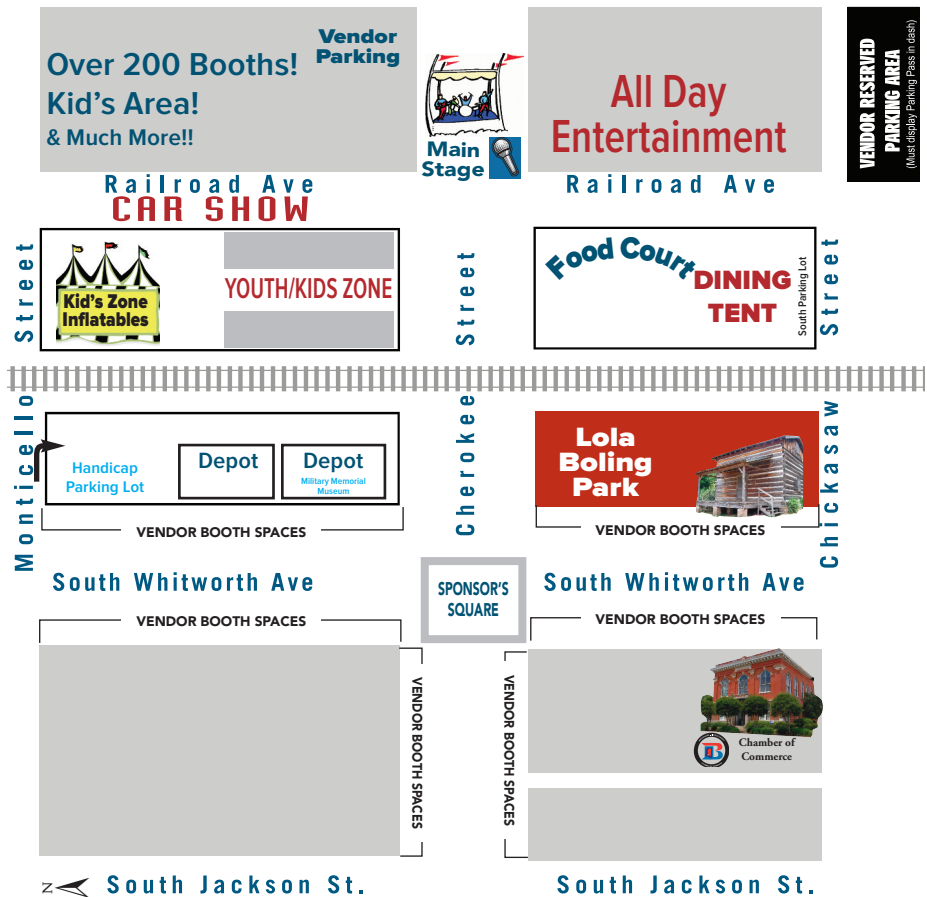 Over 200 Booths!
Kid's Area!
& Much More!!
Vendor
Parking
Main
Stage
All Day
Entertainment
VENDOR RESERVED
PARKING AREA
(Must display Parking Pass in dash)
Railroad Ave
Railroad Ave
CAR SHOW
Street
Kid's Zone
Inflatables
YOUTH/KIDS ZONE
Street
Food Court
DINING
TENT
South Parking Lot
Street
Monticello
Handicap
Parking Lot
Depot
Depot
Military Memorial
Museum
Cherokee
Lola
Boling
Park
Chickasaw
VENDOR BOOTH SPACES
VENDOR BOOTH SPACES
South Whitworth Ave
SPONSOR'S
SQUARE
South Whitworth Ave
VENDOR BOOTH SPACES
VENDOR BOOTH SPACES
VENDOR BOOTH SPACES
VENDOR BOOTH SPACES
B
Chamber of
Commerce
N
South Jackson St.
South Jackson St.